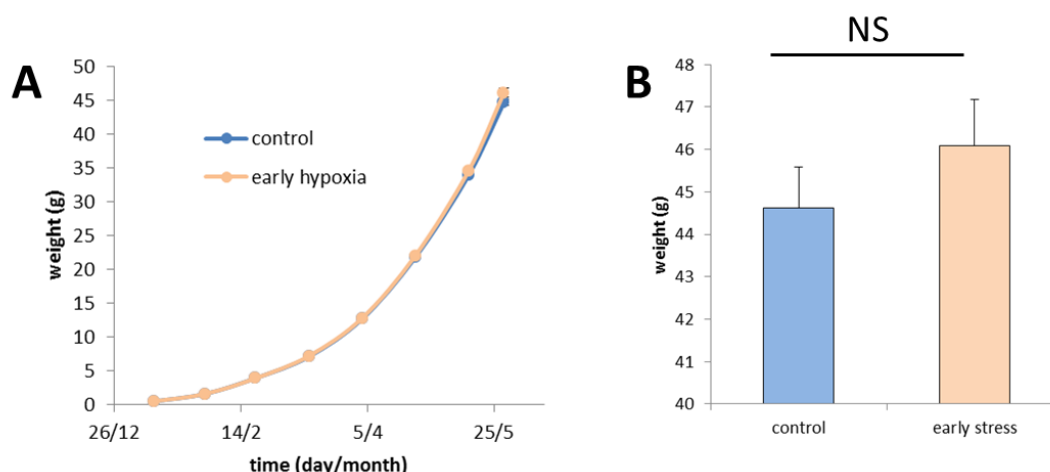 A
50
45
40
35
30
25
20
15
10
5
0
weight (g)
control
early hypoxia
26/12
14/2
5/4
25/5
time (day/month)
NS
B
48
47
46
45
44
43
42
41
40
weight (g)
control
early stress